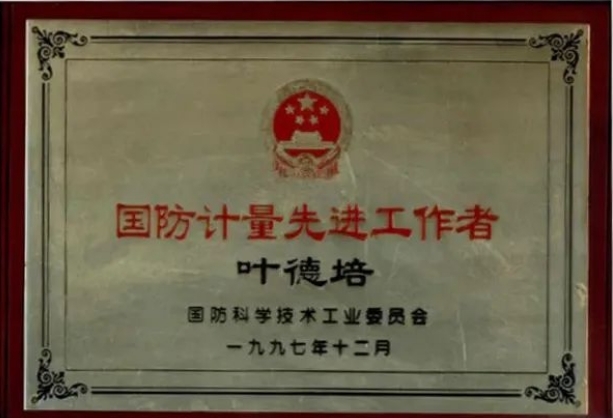 国防计量先进工作者
叶德培
国防科学技术工业委员会
一九九七年十二月